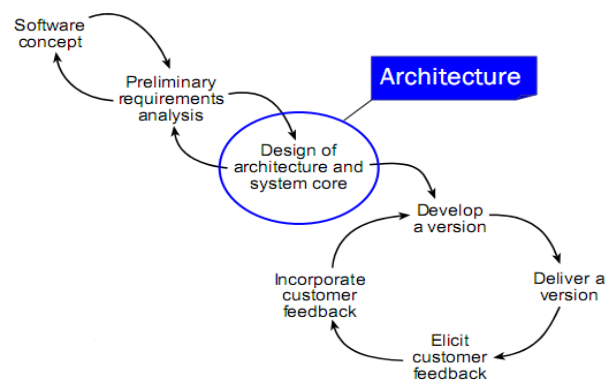 Software
concept
Preliminary
requirements
analysis
Architecture
Design of
architecture and
system core
Develop
a version
Deliver a
version
Elicit
customer
feedback
Incorporate
customer
feedback